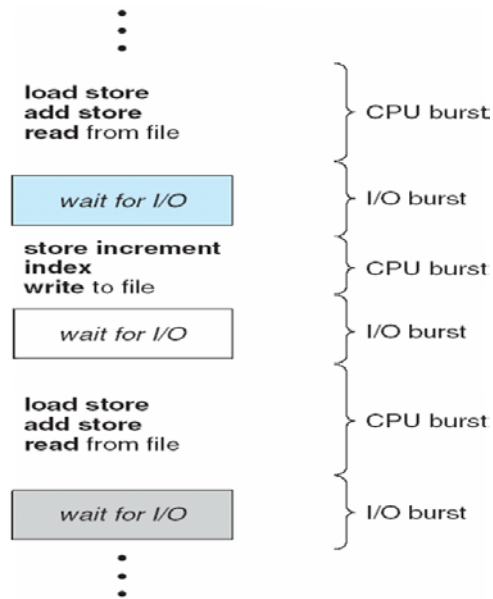 load store
add store
read from file
CPU burst
wait for I/O
I/O burst
store increment
index
write to file
CPU burst
wait for I/O
I/O burst
load store
add store
read from file
CPU burst
wait for I/O
I/O burst